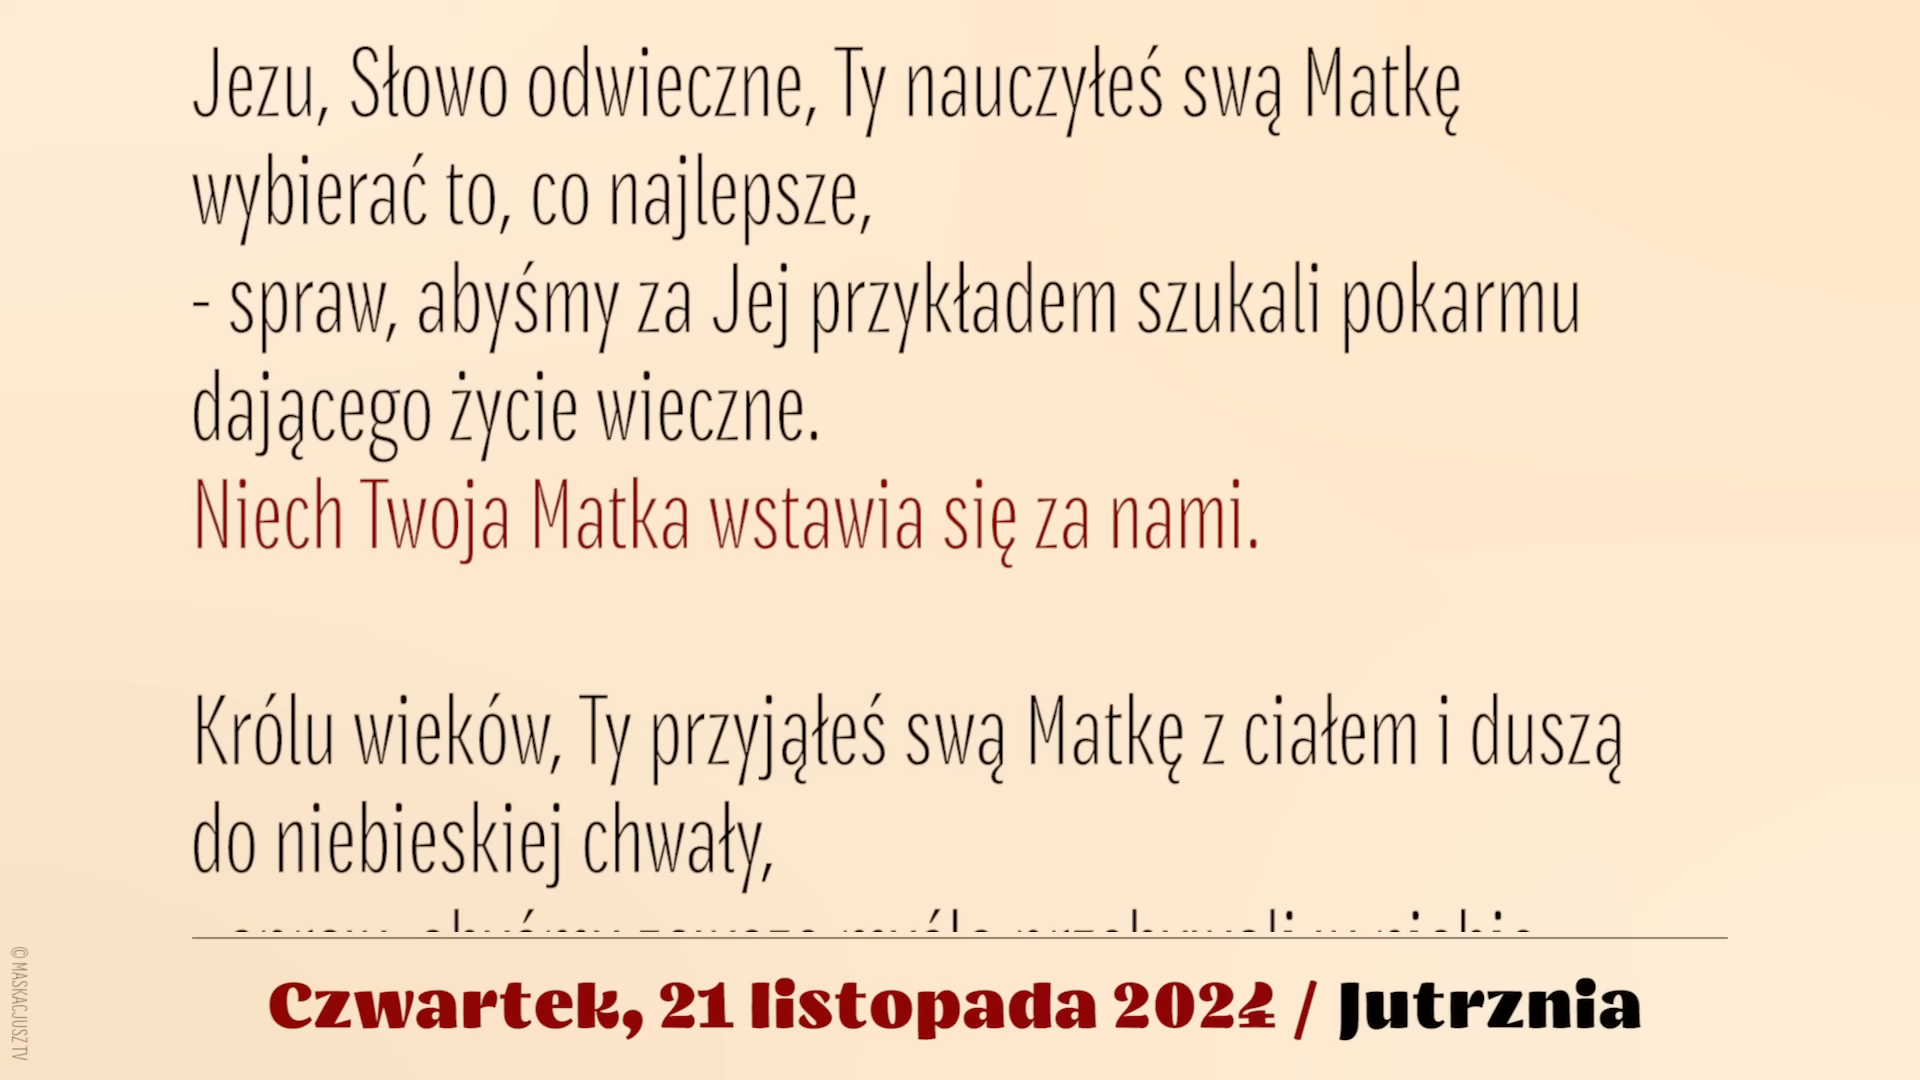 Jezu, Słowo odwieczne, Ty nauczyłeś swą Matkę
wybierać to, co najlepsze,
- spraw, abyśmy za Jej przykładem szukali pokarmu
dającego życie wieczne.
Niech Twoja Matka wstawia się za nami.
Królu wieków, Ty przyjąłeś swą Matkę z ciałem i duszą
do niebieskiej chwały,
Czwartek, 21 listopada 2024 / Jutrznia
© MASKACJUSZ TV